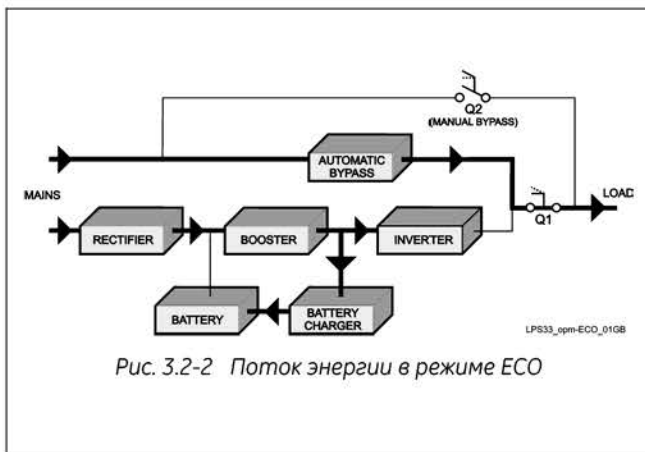 Q2
(MANUAL BYPASS)
AUTOMATIC
BYPASS
MAINS
LOAD
Q1
RECTIFIER
BOOSTER
INVERTER
BATTERY
BATTERY
CHARGER
LPS33_opm-ECO_01GB
Рис. 3.2-2 Поток энергии в режиме ECO